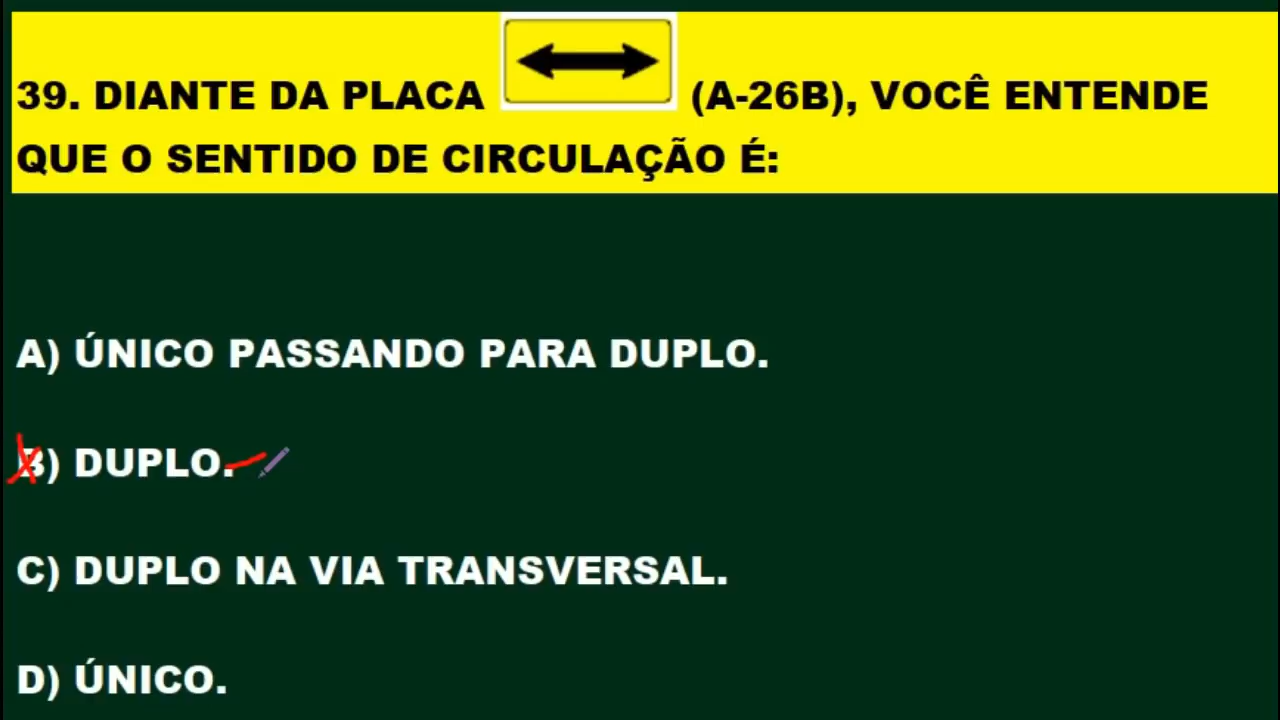 39. DIANTE DA PLACA (A-26B), VOCÊ ENTENDE
QUE O SENTIDO DE CIRCULAÇÃO É:
A) ÚNICO PASSANDO PARA DUPLO.
B) DUPLO.
C) DUPLO NA VIA TRANSVERSAL.
D) ÚNICO.